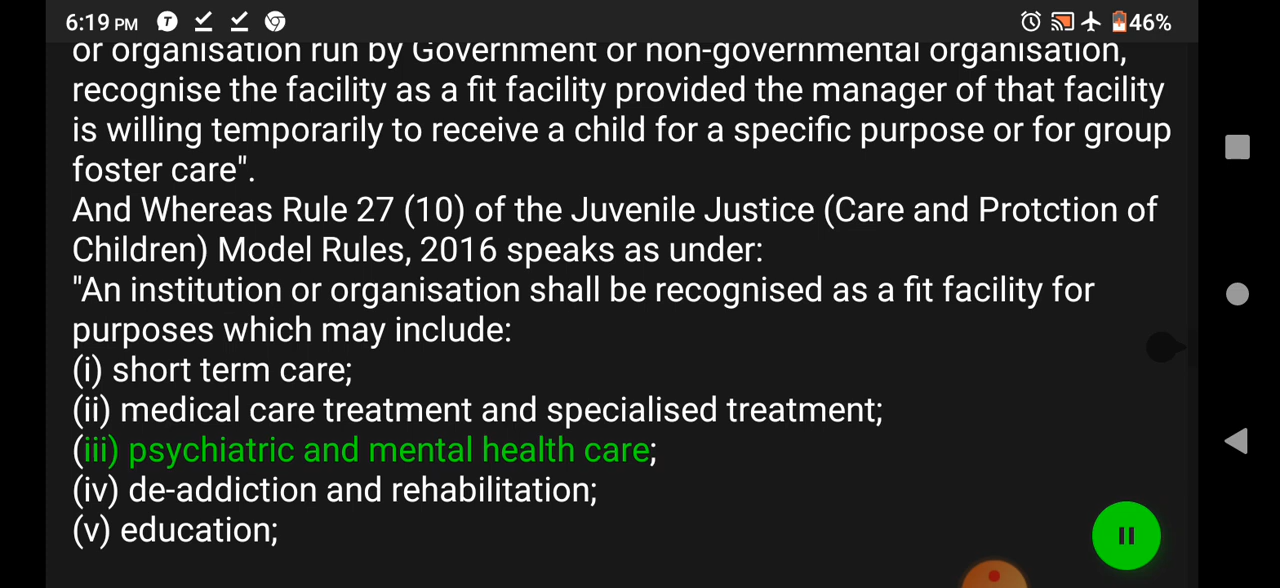 6:19 PM
46%
or organisation run by Government or non-governmental organisation,
recognise the facility as a fit facility provided the manager of that facility
is willing temporarily to receive a child for a specific purpose or for group
foster care".
And Whereas Rule 27 (10) of the Juvenile Justice (Care and Protction of
Children) Model Rules, 2016 speaks as under:
"An institution or organisation shall be recognised as a fit facility for
purposes which may include:
(i) short term care;
(ii) medical care treatment and specialised treatment;
(iii) psychiatric and mental health care;
(iv) de-addiction and rehabilitation;
(v) education;